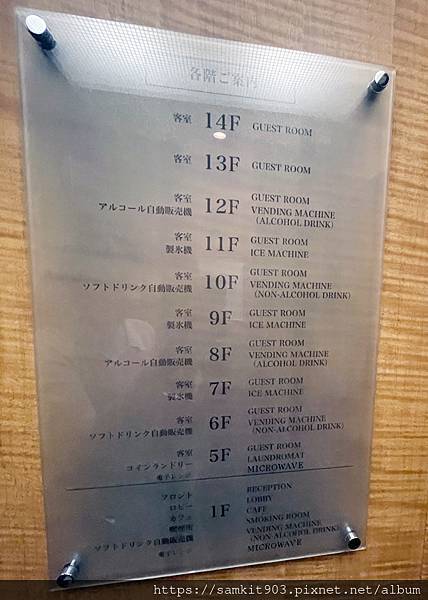 各階ご案内
客室 14F GUEST ROOM
客室 13F GUEST ROOM
客室 12F GUEST ROOM
アルコール自動販売機 VENDING MACHINE
(ALCOHOL DRINK)
客室 11F GUEST ROOM
製氷機 ICE MACHINE
客室 10F GUEST ROOM
ソフトドリンク自動販売機 VENDING MACHINE
(NON-ALCOHOL DRINK)
客室 9F GUEST ROOM
製氷機 ICE MACHINE
客室 8F GUEST ROOM
アルコール自動販売機 VENDING MACHINE
(ALCOHOL DRINK)
客室 7F GUEST ROOM
製氷機 ICE MACHINE
客室 6F GUEST ROOM
ソフトドリンク自動販売機 VENDING MACHINE
(NON-ALCOHOL DRINK)
客室 5F GUEST ROOM
コインランドリー LAUNDROMAT
電子レンジ MICROWAVE
フロント 1F RECEPTION
ロビー LOBBY
カフェ CAFE
喫煙所 SMOKING ROOM
ソフトドリンク自動販売機 VENDING MACHINE
(NON-ALCOHOL DRINK)
電子レンジ MICROWAVE
https://samkit903.pixnet.net/album